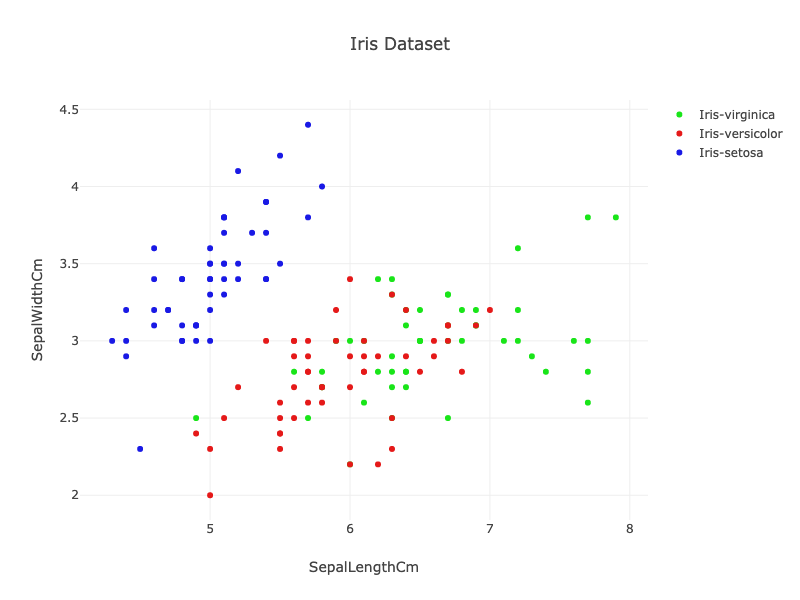 Iris Dataset
4.5
4
3.5
3
2.5
2
SepalWidthCm
5
6
7
8
SepalLengthCm
Iris-virginica
Iris-versicolor
Iris-setosa